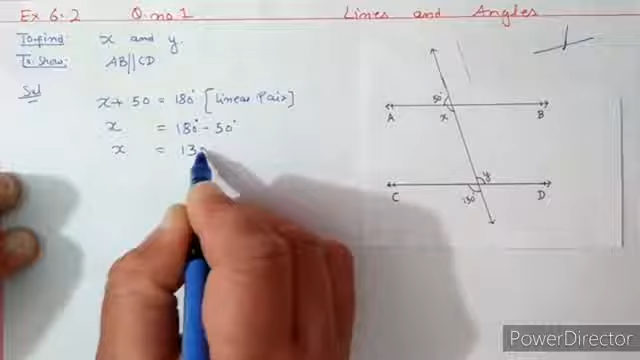 Ex 6.2 Q.no.1 Lines and Angles
To find: x and y.
To show: AB||CD
Sol
x + 50 = 180° [Linear Pair]
x = 180° - 50°
x = 13
50°
A B
x
y
C D
130°
PowerDirector